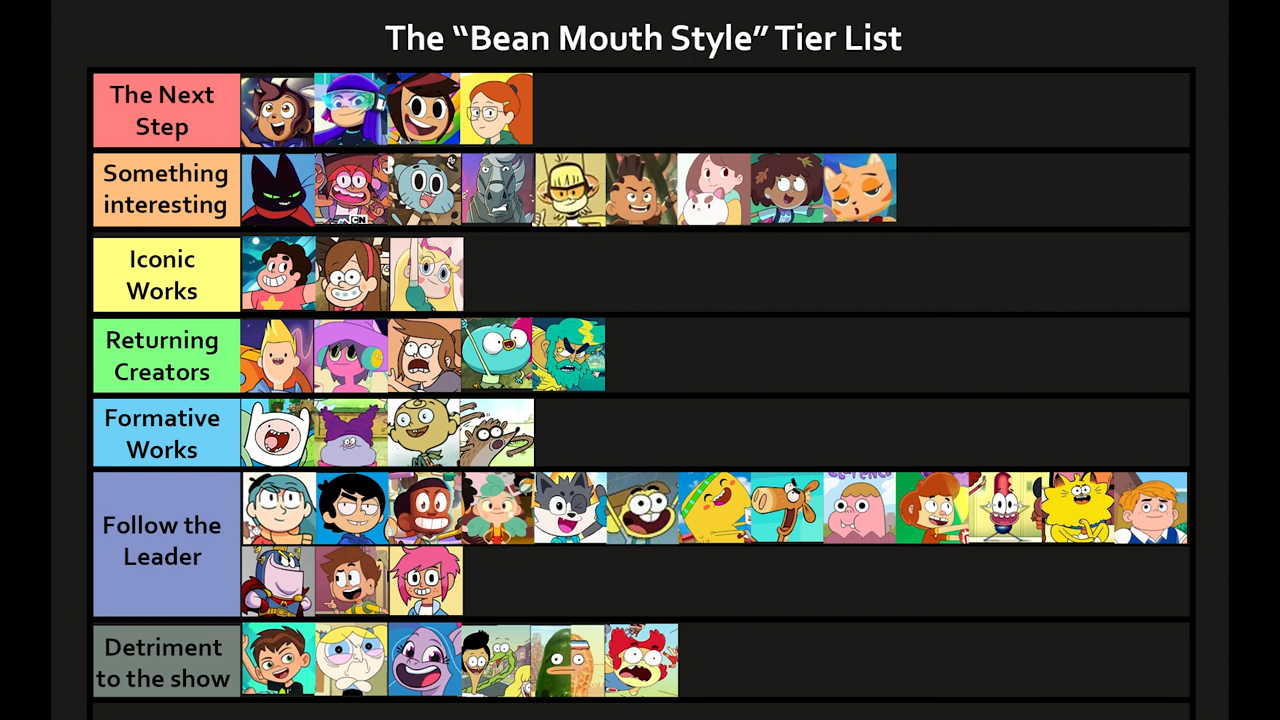 The “Bean Mouth Style” Tier List
The Next
Step
Something
interesting
CN
Iconic
Works
Returning
Creators
Formative
Works
Follow the
Leader
Detriment
to the show